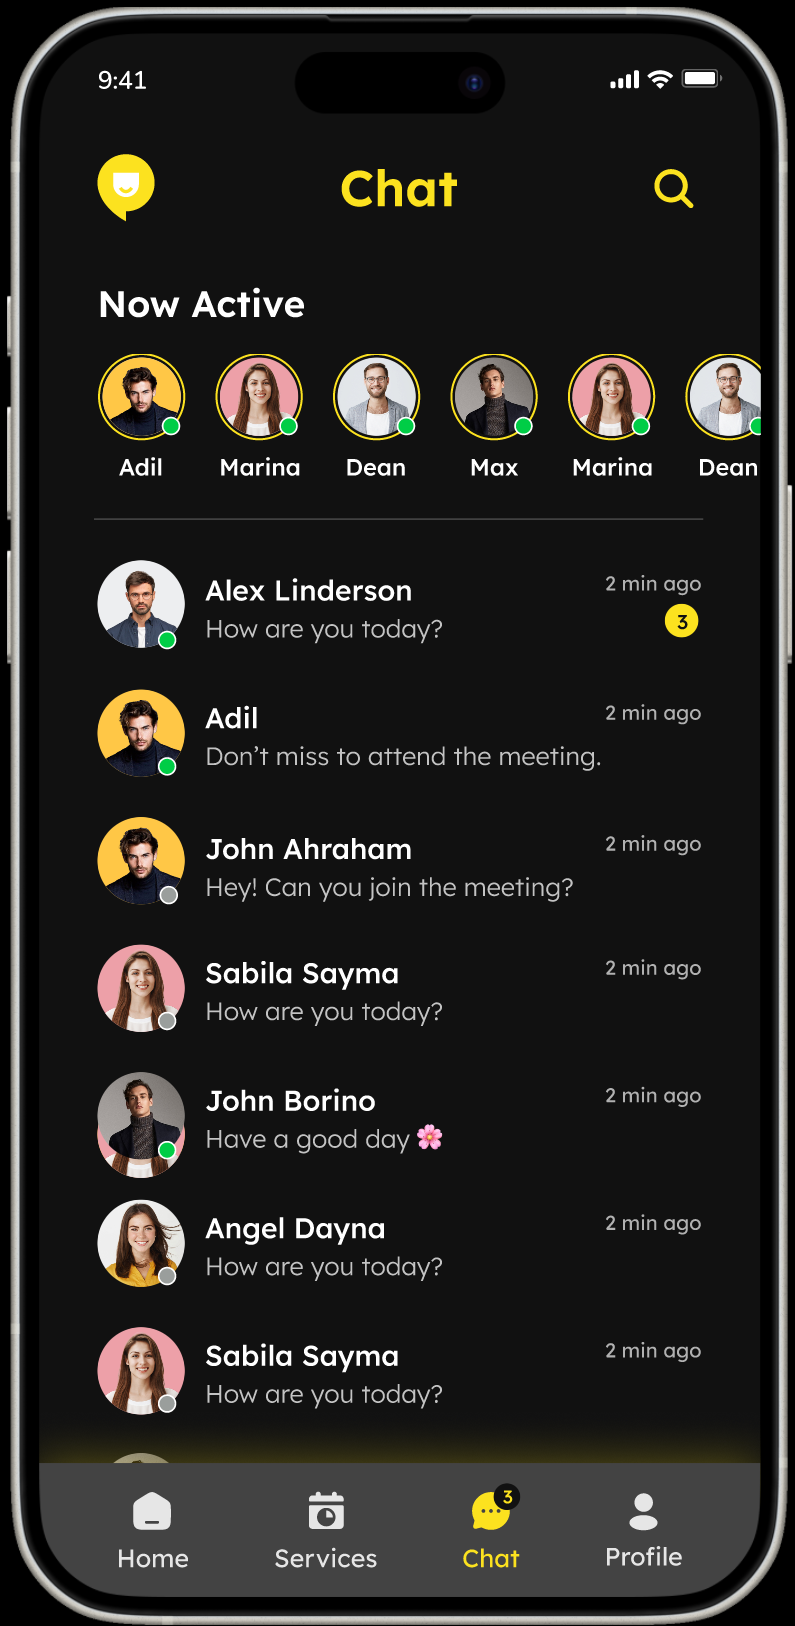 9:41
Chat
Now Active
Adil Marina Dean Max Marina Dean
Alex Linderson 2 min ago
How are you today? 3
Adil 2 min ago
Don't miss to attend the meeting.
John Ahraham 2 min ago
Hey! Can you join the meeting?
Sabila Sayma 2 min ago
How are you today?
John Borino 2 min ago
Have a good day 🌸
Angel Dayna 2 min ago
How are you today?
Sabila Sayma 2 min ago
How are you today?
3
Home Services Chat Profile